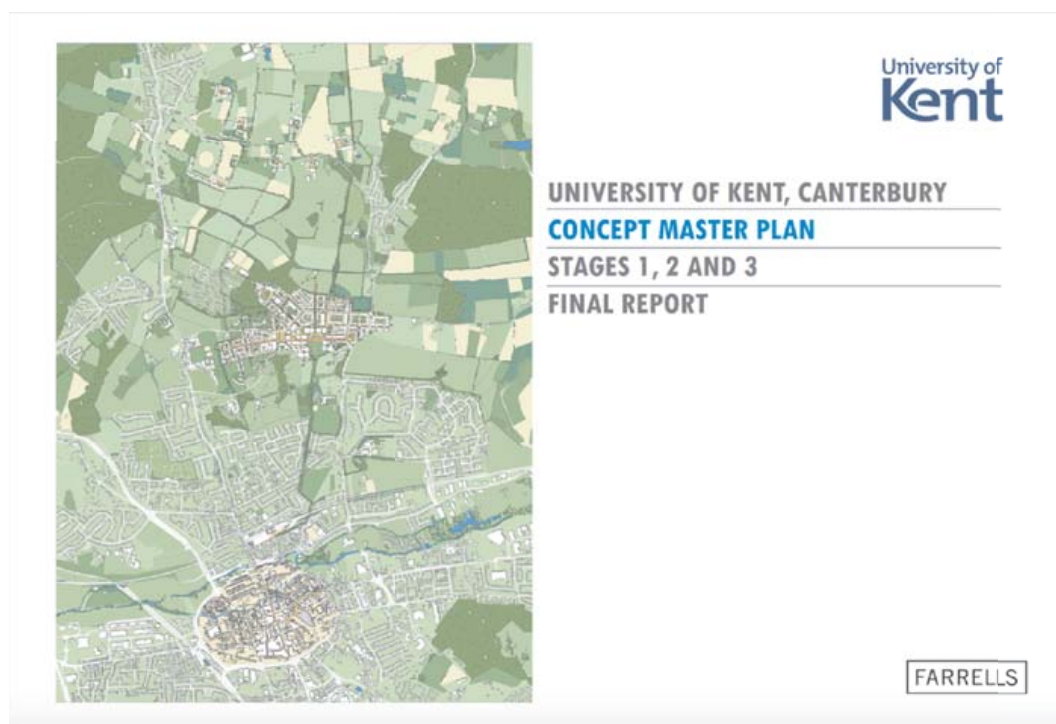 University of
Kent
UNIVERSITY OF KENT, CANTERBURY
CONCEPT MASTER PLAN
STAGES 1, 2 AND 3
FINAL REPORT
FARRELLS